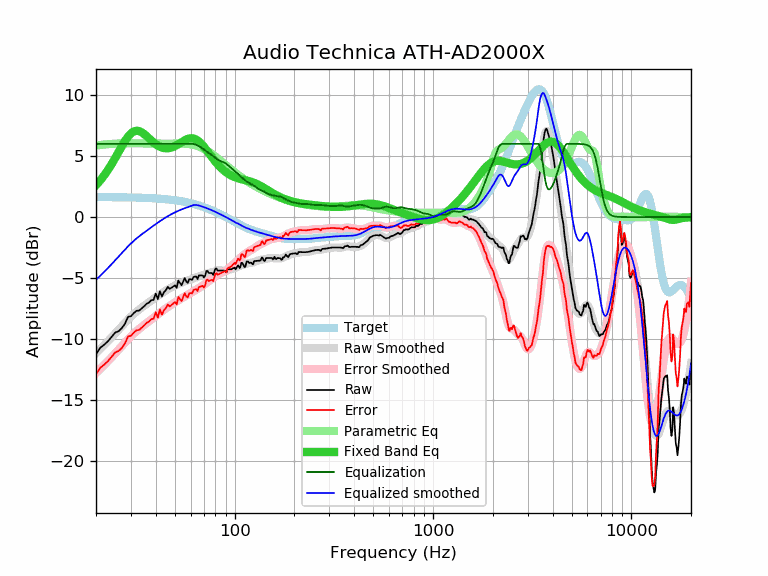 Audio Technica ATH-AD2000X
10
5
0
−5
−10
−15
−20
Amplitude (dBr)
Target
Raw Smoothed
Error Smoothed
Raw
Error
Parametric Eq
Fixed Band Eq
Equalization
Equalized smoothed
100 1000 10000
Frequency (Hz)